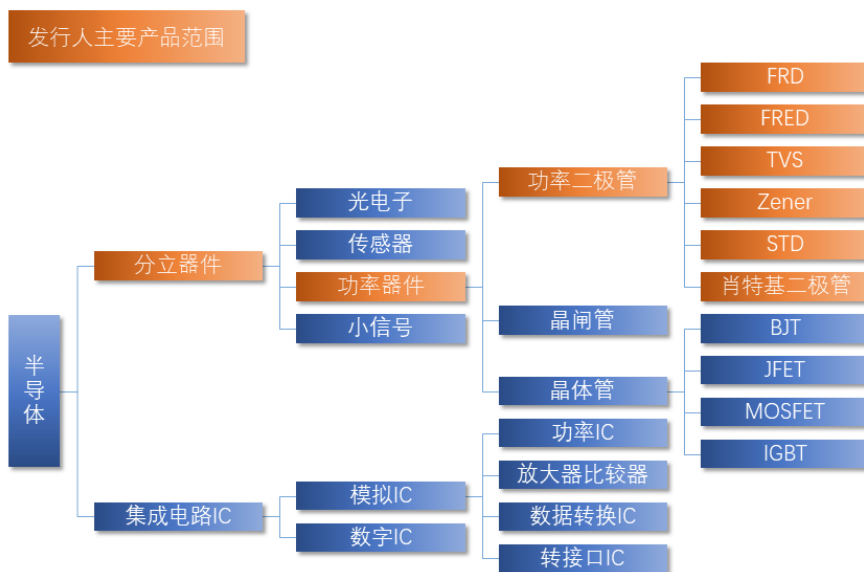 发行人主要产品范围
FRD
FRED
TVS
功率二极管
Zener
光电子
STD
传感器
分立器件
肖特基二极管
功率器件
晶闸管
BJT
小信号
半导体
JFET
晶体管
MOSFET
功率IC
IGBT
放大器比较器
模拟IC
集成电路IC
数据转换IC
数字IC
转接口IC